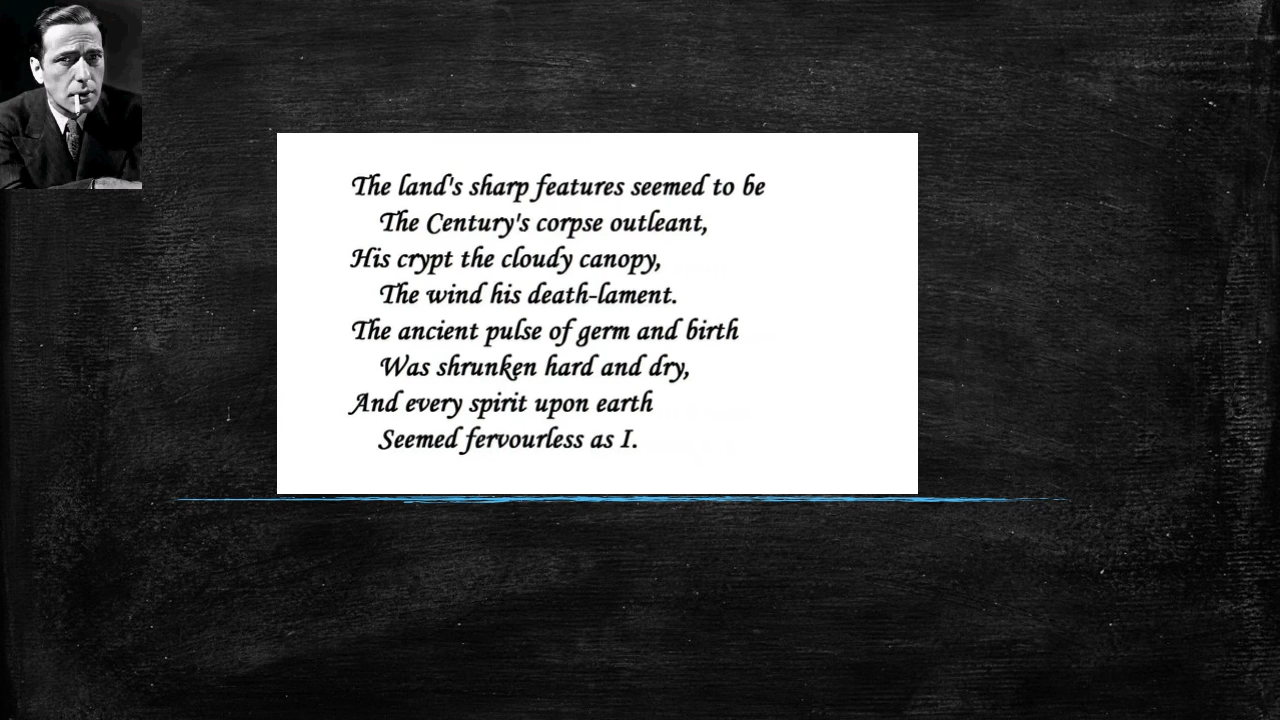 The land's sharp features seemed to be
The Century's corpse outleant,
His crypt the cloudy canopy,
The wind his death-lament.
The ancient pulse of germ and birth
Was shrunken hard and dry,
And every spirit upon earth
Seemed fervourless as I.